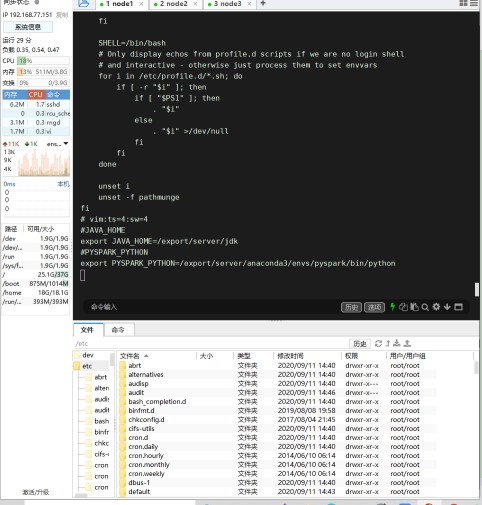 同步状态
IP 192.168.77.151 复制
系统信息
运行 29 分
负载 0.35, 0.54, 0.47
CPU 18%
内存 13% 511M/3.8G
交换 0% 0/3.9G
内存 CPU 命令
6.2M 1.7 sshd
0 0.3 rcu_sche
3.1M 0.3 rngd
1.7M 0.3 vi
11K 1K ens...
13K
9K
4K
0ms 本机
0
0
0
路径 可用/大小
/dev 1.9G/1.9G
/dev/... 1.9G/1.9G
/run 1.9G/1.9G
/sys/f... 1.9G/1.9G
/ 25.1G/37G
/boot 875M/1014M
/home 18G/18.1G
/run/... 393M/393M
激活/升级
1 node1
2 node2
3 node3
fi
SHELL=/bin/bash
# Only display echos from profile.d scripts if we are no login shell
# and interactive - otherwise just process them to set envvars
for i in /etc/profile.d/*.sh; do
if [ -r "$i" ]; then
if [ "$PS1" ]; then
. "$i"
else
. "$i" >/dev/null
fi
fi
done
unset i
unset -f pathmunge
fi
# vim:ts=4:sw=4
#JAVA_HOME
export JAVA_HOME=/export/server/jdk
#PYSPARK_PYTHON
export PYSPARK_PYTHON=/export/server/anaconda3/envs/pyspark/bin/python
命令输入 历史 选项
文件 命令
/etc 历史
dev
etc
abrt
alter
audis
audit
bash
binfr
chkc
cifs-u
cron
cron
cron
cron
文件名 大小 类型 修改时间 权限 用户/用户组
abrt 文件夹 2020/09/11 14:40 drwxr-xr-x root/root
alternatives 文件夹 2020/09/11 14:40 drwxr-xr-x root/root
audisp 文件夹 2020/09/11 14:40 drwxr-x--- root/root
audit 文件夹 2020/09/11 14:46 drwxr-x--- root/root
bash_completion.d 文件夹 2020/09/11 14:40 drwxr-xr-x root/root
binfmt.d 文件夹 2019/08/08 19:58 drwxr-xr-x root/root
chkconfig.d 文件夹 2017/08/04 21:45 drwxr-xr-x root/root
cifs-utils 文件夹 2020/09/11 14:40 drwxr-xr-x root/root
cron.d 文件夹 2020/09/11 14:40 drwxr-xr-x root/root
cron.daily 文件夹 2020/09/11 14:40 drwxr-xr-x root/root
cron.hourly 文件夹 2014/06/10 06:14 drwxr-xr-x root/root
cron.monthly 文件夹 2014/06/10 06:14 drwxr-xr-x root/root
cron.weekly 文件夹 2014/06/10 06:14 drwxr-xr-x root/root
dbus-1 文件夹 2020/09/11 14:40 drwxr-xr-x root/root
default 文件夹 2020/09/11 14:43 drwxr-xr-x root/root